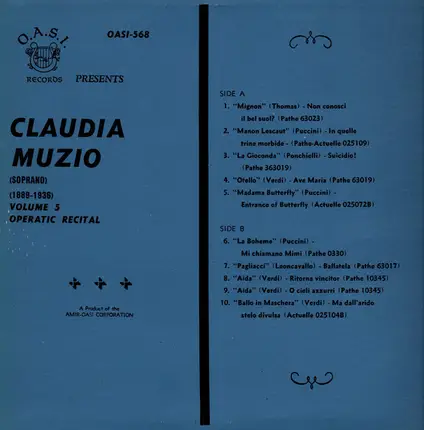 O.A.S.I.
RECORDS PRESENTS
OASI-568
CLAUDIA
MUZIO
(SOPRANO)
(1889-1936)
VOLUME 5
OPERATIC RECITAL
A Product of the
AMIR-OASI CORPORATION
SIDE A
1. "Mignon" (Thomas) - Non conosci
il bel suol? (Pathe 63023)
2. "Manon Lescaut" (Puccini) - In quelle
trine morbide - (Pathe-Actuelle 025109)
3. "La Gioconda" (Ponchielli) - Suicidio!
(Pathe 363019)
4. "Otello" (Verdi) - Ave Maria (Pathe 63019)
5. "Madama Butterfly" (Puccini) -
Entrance of Butterfly (Actuelle 025072B)
SIDE B
6. "La Boheme" (Puccini) -
Mi chiamano Mimi (Pathe 0330)
7. "Pagliacci" (Leoncavallo) - Ballatela (Pathe 63017)
8. "Aida" (Verdi) - Ritorna vincitor (Pathe 10345)
9. "Aida" (Verdi) - O cieli azzurri (Pathe 10345)
10. "Ballo in Maschera" (Verdi) - Ma dall'arido
stelo divulsa (Actuelle 025104B)